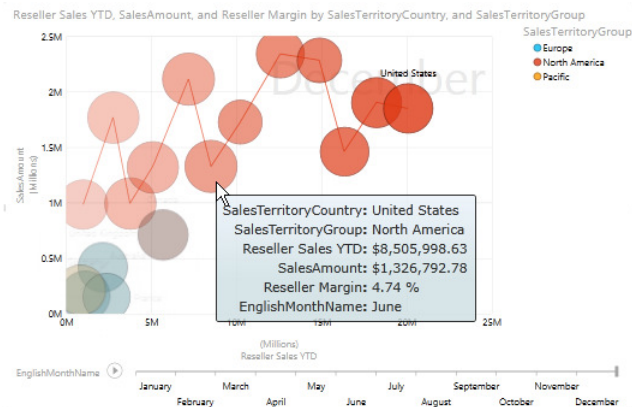 Reseller Sales YTD, SalesAmount, and Reseller Margin by SalesTerritoryCountry, and SalesTerritoryGroup
SalesTerritoryGroup
Europe
North America
Pacific
2.5M
2M
1.5M
1M
0.5M
0M
SalesAmount
(Millions)
December
United States
SalesTerritoryCountry: United States
SalesTerritoryGroup: North America
Reseller Sales YTD: $8,505,998.63
SalesAmount: $1,326,792.78
Reseller Margin: 4.74 %
EnglishMonthName: June
0M 5M 10M 15M 20M 25M
(Millions)
Reseller Sales YTD
EnglishMonthName
January March May July September November
February April June August October December